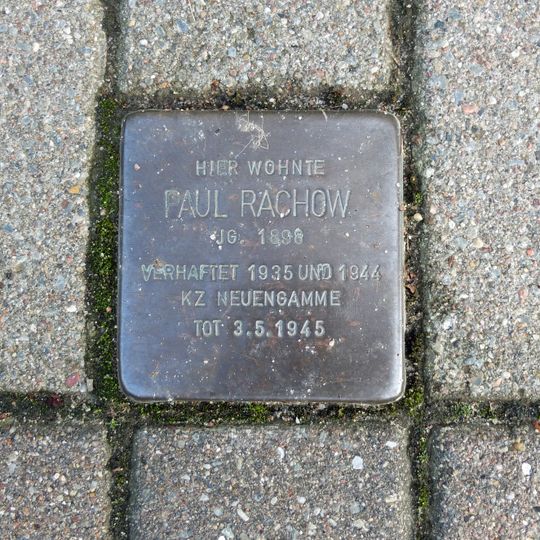 HIER WOHNTE
PAUL RACHOW
JG. 1898
VERHAFTET 1935 UND 1944
KZ NEUENGAMME
TOT 3.5.1945